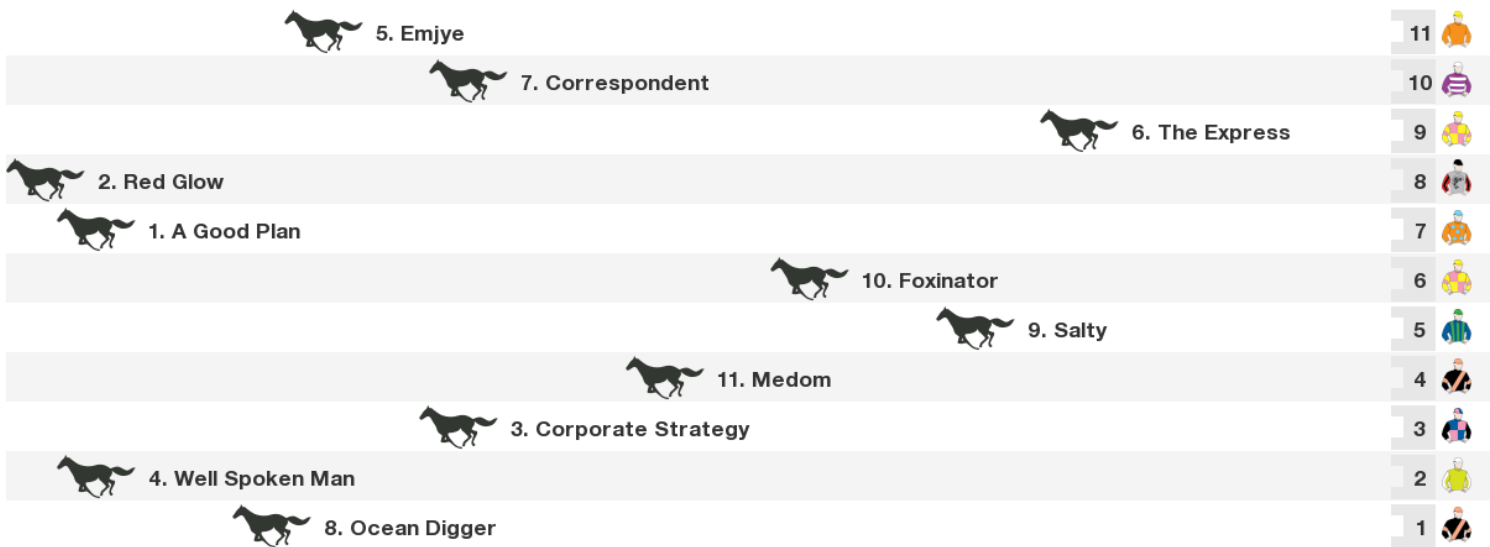 5. Emjye 11
7. Correspondent 10
6. The Express 9
2. Red Glow 8
1. A Good Plan 7
10. Foxinator 6
9. Salty 5
11. Medom 4
3. Corporate Strategy 3
4. Well Spoken Man 2
8. Ocean Digger 1